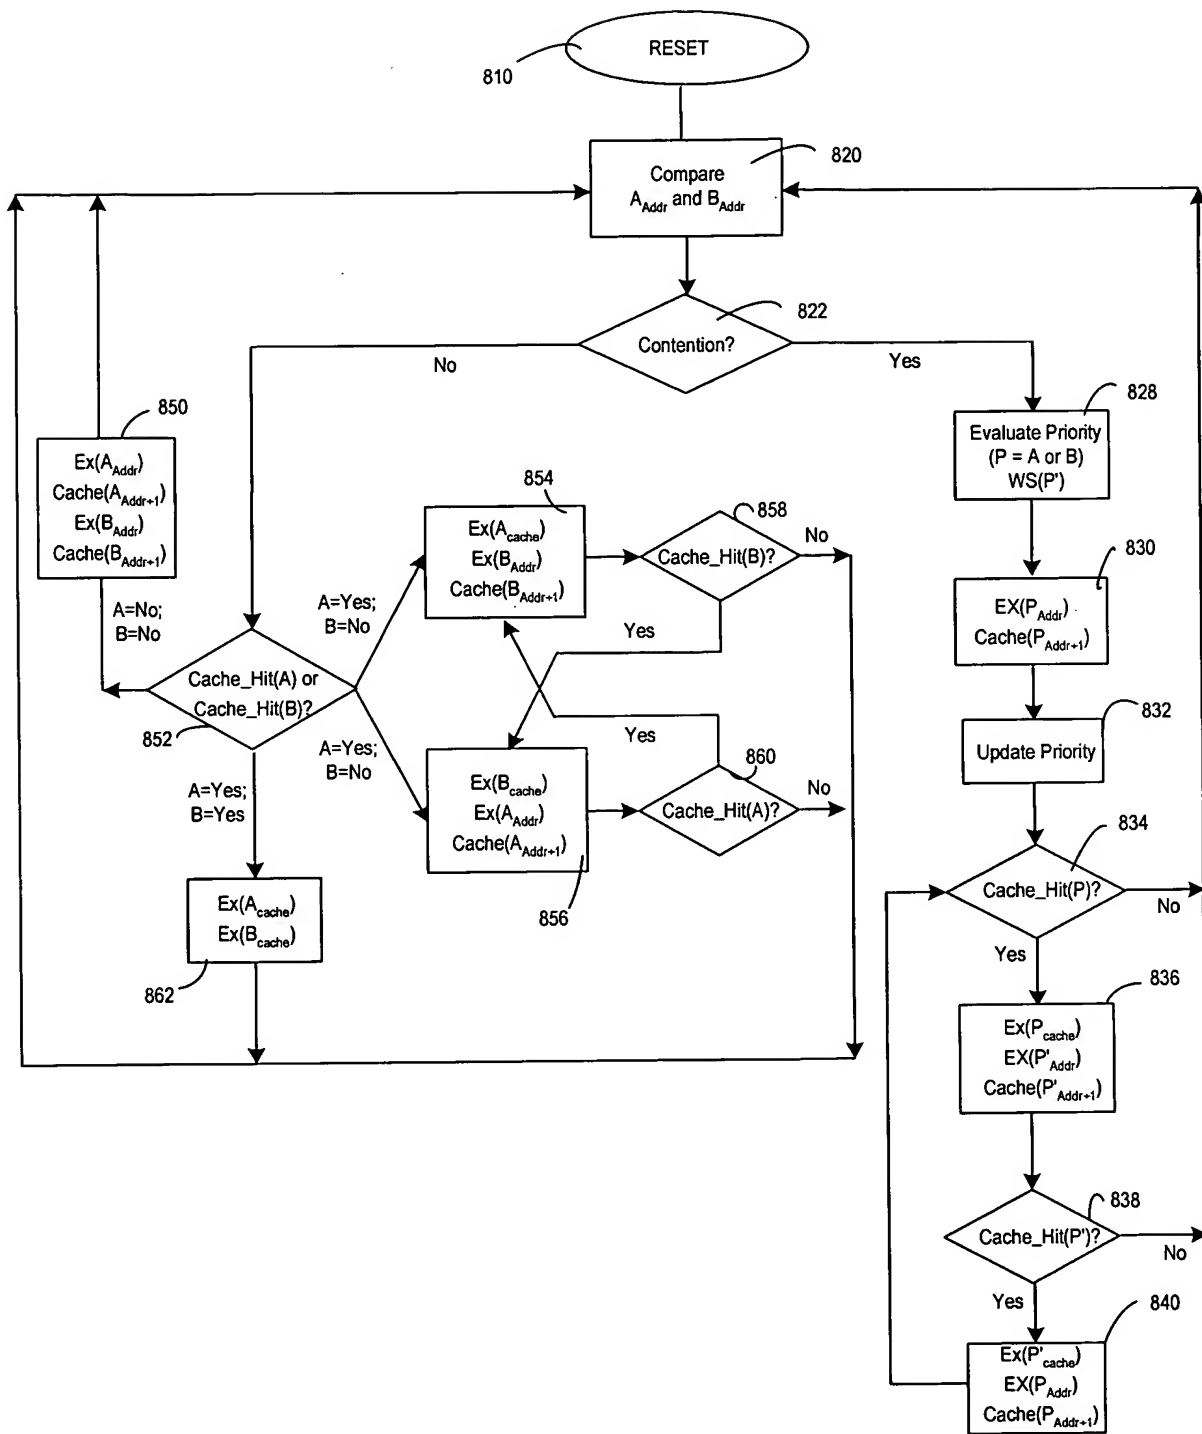 RESET
810
820
Compare
A_Addr and B_Addr
822
Contention?
No
Yes
850
Ex(A_Addr)
Cache(A_Addr+1)
Ex(B_Addr)
Cache(B_Addr+1)
A=No;
B=No
828
Evaluate Priority
(P = A or B)
WS(P')
854
Ex(A_cache)
Ex(B_Addr)
Cache(B_Addr+1)
858
Cache_Hit(B)?
No
Yes
830
EX(P_Addr)
Cache(P_Addr+1)
A=Yes;
B=No
Cache_Hit(A) or
Cache_Hit(B)?
852
A=Yes;
B=No
Yes
832
Update Priority
A=Yes;
B=Yes
Ex(B_cache)
Ex(A_Addr)
Cache(A_Addr+1)
856
860
Cache_Hit(A)?
No
834
Cache_Hit(P)?
No
Yes
Ex(A_cache)
Ex(B_cache)
862
836
Ex(P_cache)
EX(P'_Addr)
Cache(P'_Addr+1)
838
Cache_Hit(P')?
No
Yes
840
Ex(P'_cache)
EX(P_Addr)
Cache(P_Addr+1)